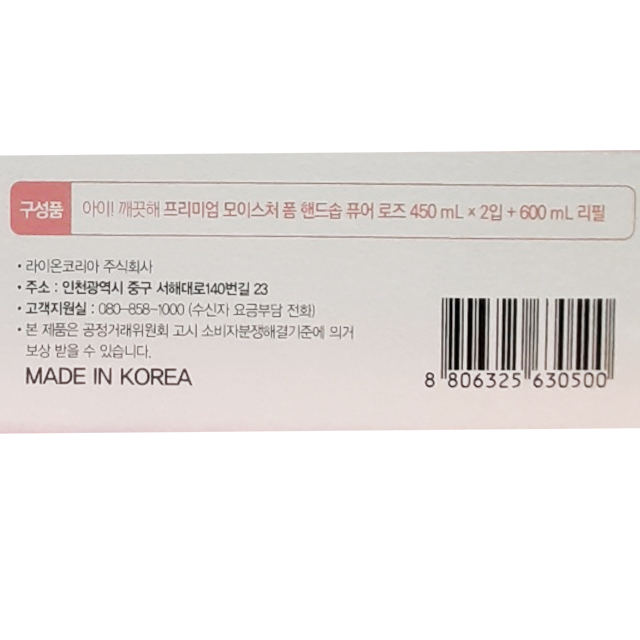 구성품 아이! 깨끗해 프리미엄 모이스처 폼 핸드솝 퓨어 로즈 450 mL × 2입 + 600 mL 리필
• 라이온코리아 주식회사
• 주소 : 인천광역시 중구 서해대로140번길 23
• 고객지원실 : 080-858-1000 (수신자 요금부담 전화)
• 본 제품은 공정거래위원회 고시 소비자분쟁해결기준에 의거
보상 받을 수 있습니다.
MADE IN KOREA
8 806325 630500